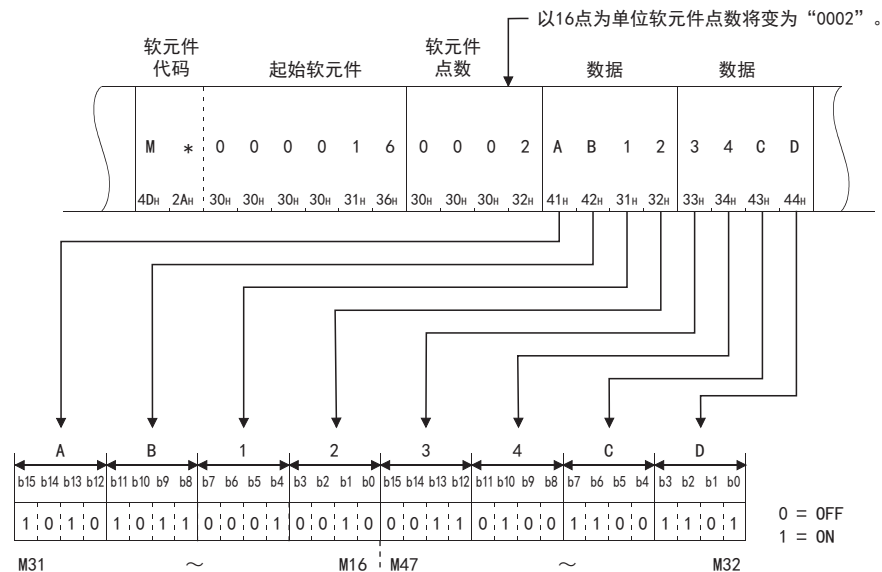 以16点为单位软元件点数将变为“0002”。
软元件 软元件
代码 起始软元件 点数 数据 数据
M * 0 0 0 0 1 6 0 0 0 2 A B 1 2 3 4 C D
4DH 2AH 30H 30H 30H 30H 31H 36H 30H 30H 30H 32H 41H 42H 31H 32H 33H 34H 43H 44H
A B 1 2 3 4 C D
b15 b14 b13 b12 b11 b10 b9 b8 b7 b6 b5 b4 b3 b2 b1 b0 b15 b14 b13 b12 b11 b10 b9 b8 b7 b6 b5 b4 b3 b2 b1 b0
1 0 1 0 1 0 1 1 0 0 0 1 0 0 1 0 0 0 1 1 0 1 0 0 1 1 0 0 1 1 0 1
0 = OFF
1 = ON
M31 ～ M16 M47 ～ M32